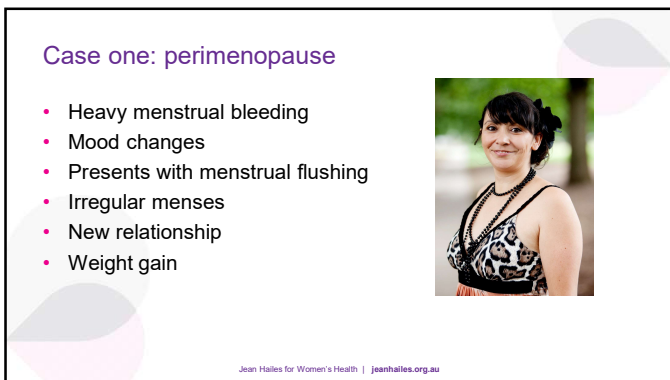 Case one: perimenopause
• Heavy menstrual bleeding
• Mood changes
• Presents with menstrual flushing
• Irregular menses
• New relationship
• Weight gain
Jean Hailes for Women's Health | jeanhailes.org.au